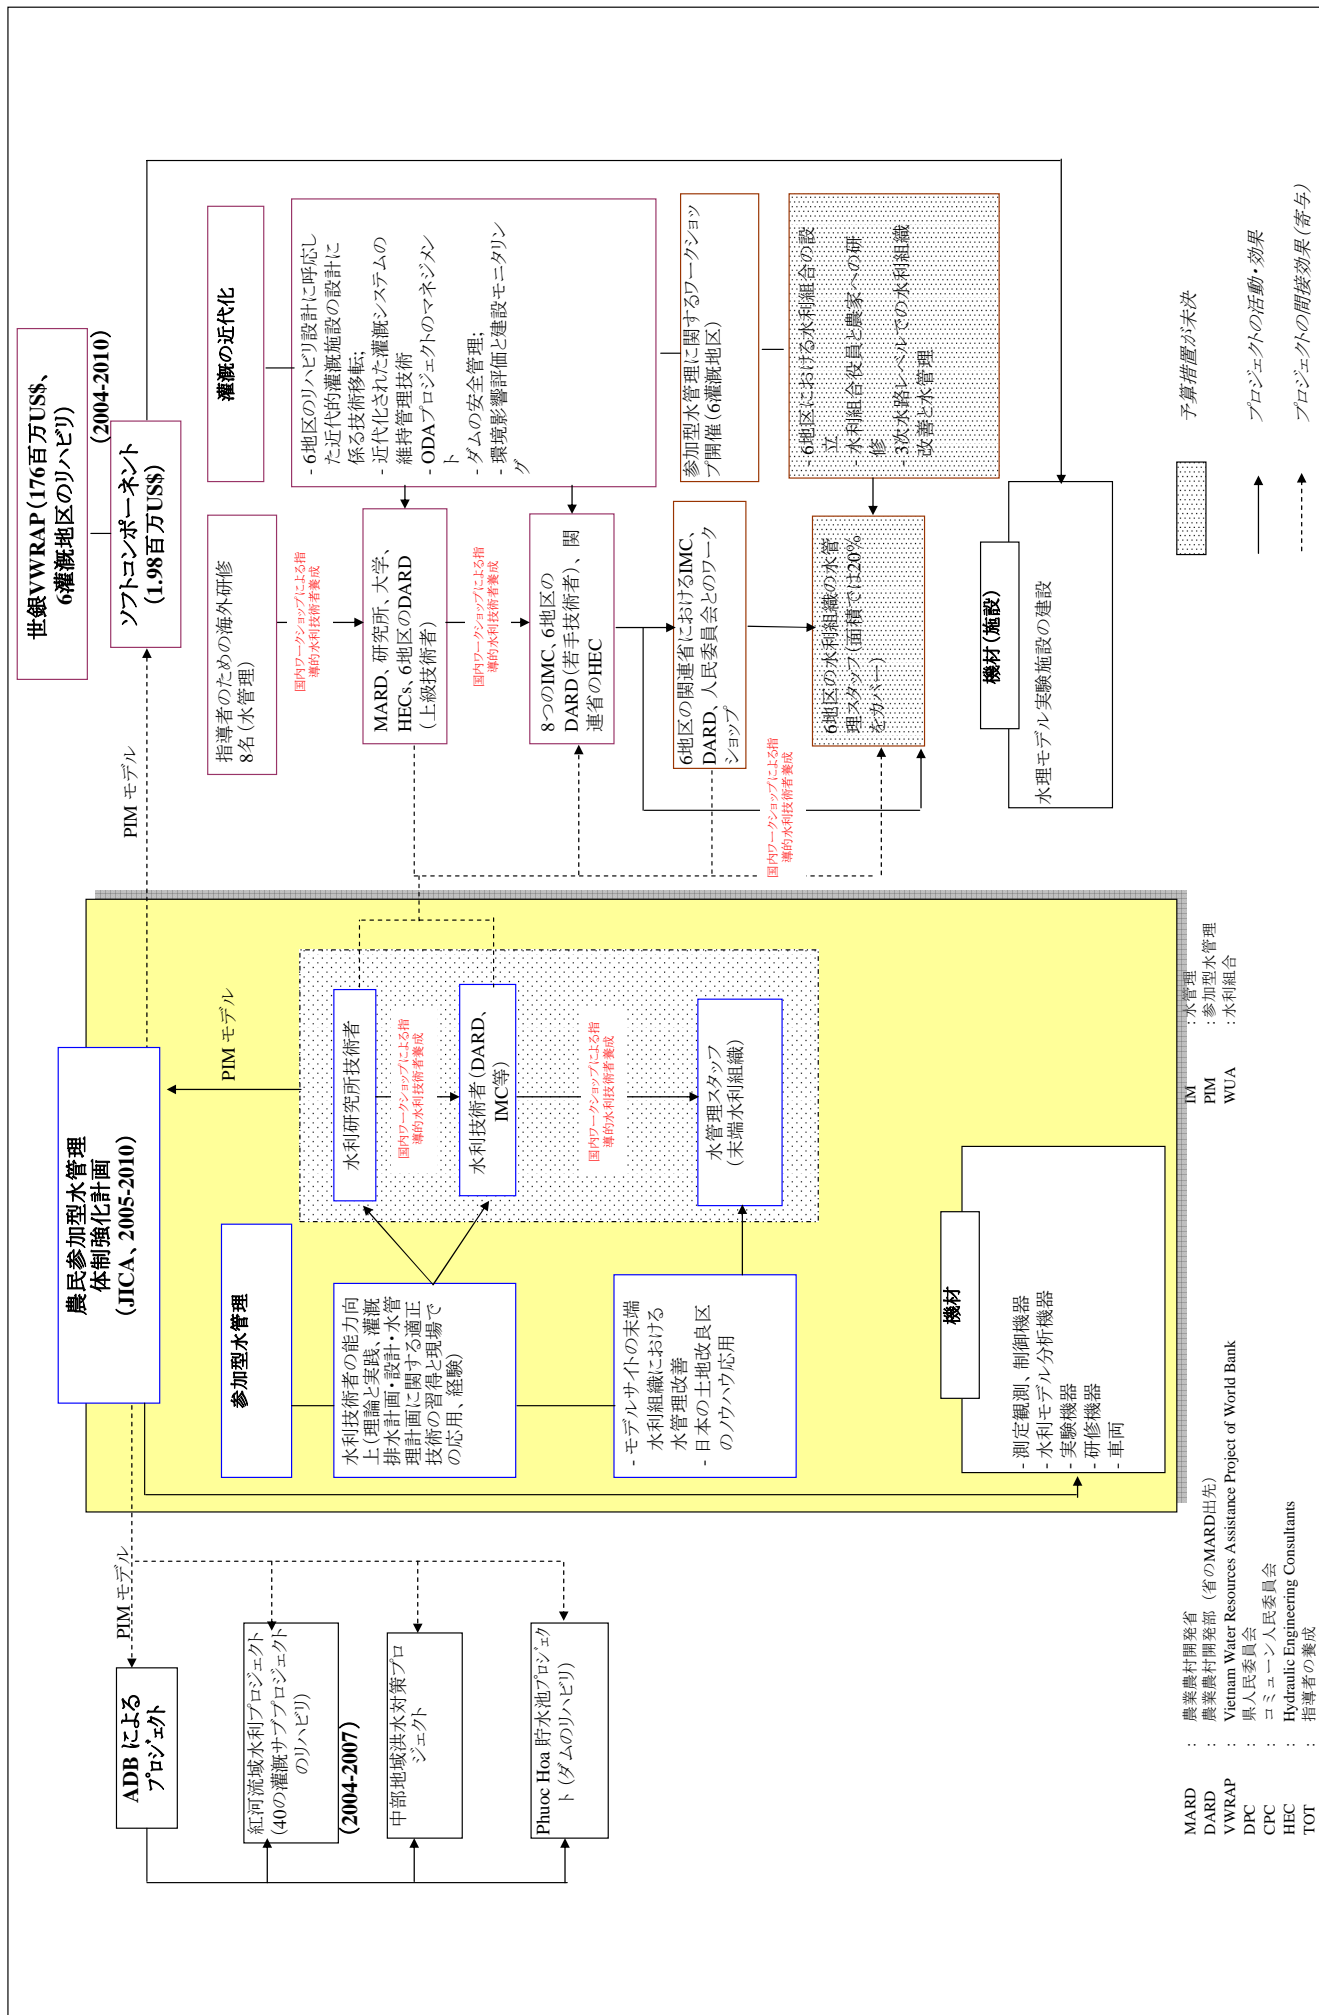 ADB による
プロジェクト
紅河流域水利プロジェクト
(40の灌漑サブプロジェクト
のリハビリ)
(2004-2007)
中部地域洪水対策プロ
ジェクト
Phuoc Hoa 貯水池プロジェク
ト (ダムのリハビリ)
PIM モデル
農民参加型水管理
体制強化計画
(JICA、2005-2010)
PIM モデル
参加型水管理
水利技術者の能力向
上(理論と実践、灌漑
排水計画・設計・水管
理計画に関する適正
技術の習得と現場で
の応用、経験)
- モデルサイトの末端
水利組織における
水管理改善
- 日本の土地改良区
のノウハウ応用
水利研究所技術者
国内ワークショップによる指
導的水利技術者養成
水利技術者(DARD、
IMC等)
国内ワークショップによる指
導的水利技術者養成
水管理スタッフ
(末端水利組織)
機材
- 測定観測、制御機器
- 水利モデル分析機器
- 実験機器
- 研修機器
- 車両
PIM モデル
世銀VWRAP(176百万US$、
6灌漑地区のリハビリ)
(2004-2010)
ソフトコンポーネント
(1.98百万US$)
指導者のための海外研修
8名(水管理)
国内ワークショップによる指
導的水利技術者養成
MARD、研究所、大学、
HECs、6地区のDARD
(上級技術者)
国内ワークショップによる指
導的水利技術者養成
8つのIMC、6地区の
DARD(若手技術者)、関
連省のHEC
6地区の関連省におけるIMC、
DARD、人民委員会とのワーク
ショップ
国内ワークショップによる指
導的水利技術者養成
6地区の水利組織の水管
理スタッフ(面積では20%
をカバー)
灌漑の近代化
- 6地区のリハビリ設計に呼応し
た近代的灌漑施設の設計に
係る技術移転;
- 近代化された灌漑システムの
維持管理技術
- ODAプロジェクトのマネジメン
ト
- ダムの安全管理;
- 環境影響評価と建設モニタリン
グ
参加型水管理に関するワークショッ
プ開催(6灌漑地区)
- 6地区における水利組合の設
立
- 水利組合役員と農家への研
修
- 3次水路レベルでの水利組織
改善と水管理
機材(施設)
水理モデル実験施設の建設
予算措置が未決
プロジェクトの活動・効果
プロジェクトの間接効果(寄与)
MARD : 農業農村開発省
DARD : 農業農村開発部 (省のMARD出先)
VWRAP : Vietnam Water Resources Assistance Project of World Bank
DPC : 県人民委員会
CPC : コミューン人民委員会
HEC : Hydraulic Engineering Consultants
TOT : 指導者の養成
IM : 水管理
PIM : 参加型水管理
WUA : 水利組合